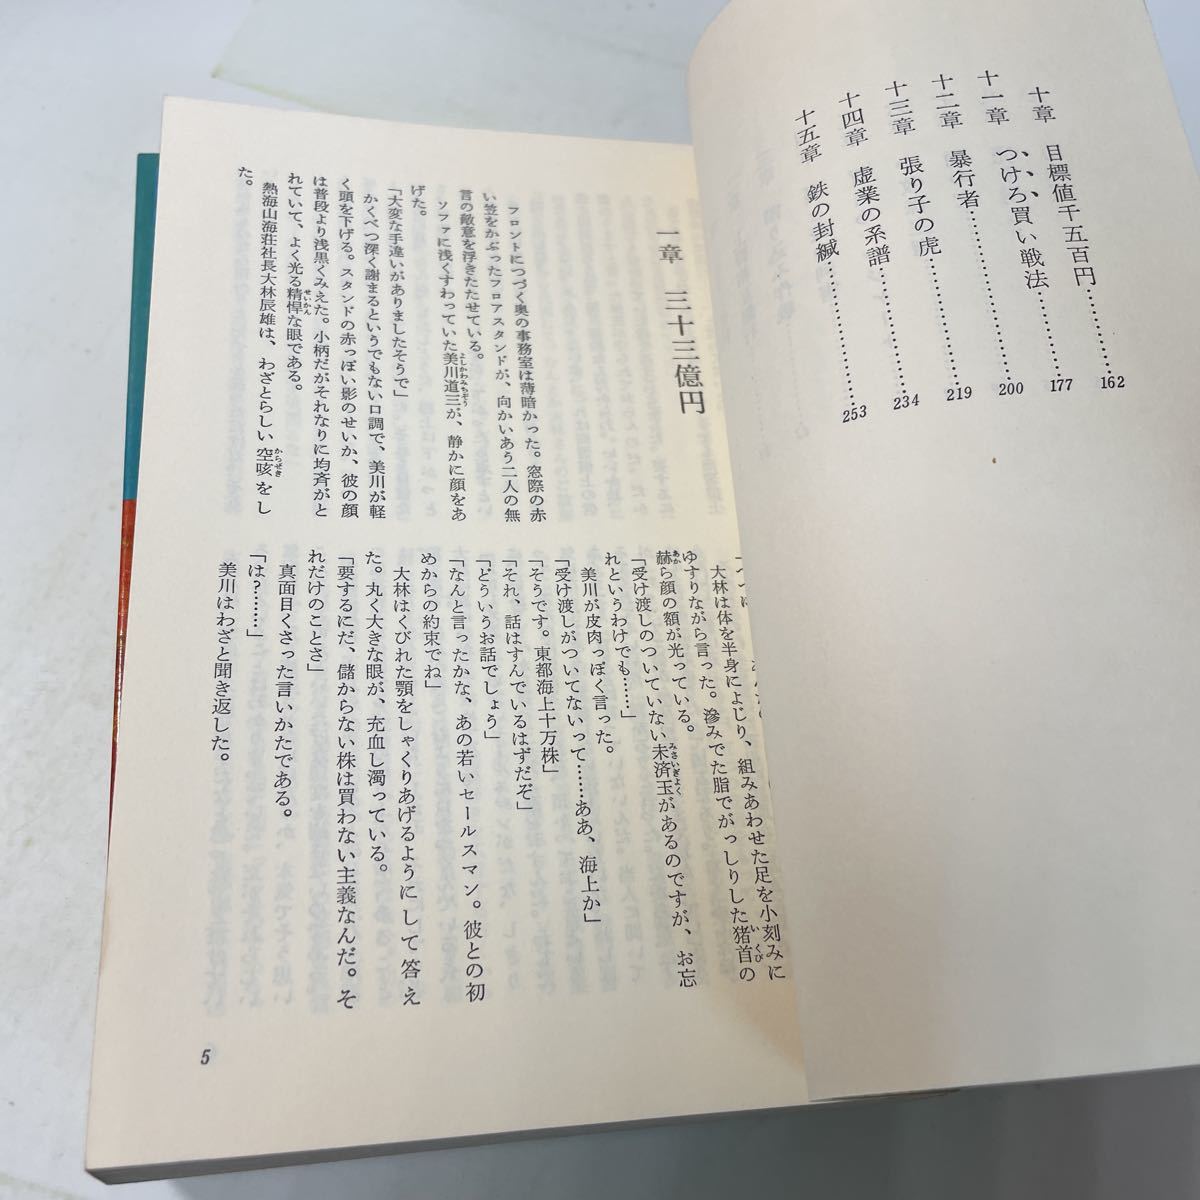 十章　目標値千五百円……162
十一章　つけろ買い戦法……177
十二章　暴行者……200
十三章　張り子の虎……219
十四章　虚業の系譜……234
十五章　鉄の封緘……253
一章　三十三億円
フロントにつづく奥の事務室は薄暗かった。窓際の赤
い笠をかぶったフロアスタンドが、向かいあう二人の無
言の敵意を浮きたたせている。
ソファに浅くすわっていた美川道三が、静かに顔をあ
げた。
「大変な手違いがありましたそうで」
かくべつ深く謝まるというでもない口調で、美川が軽
く頭を下げる。スタンドの赤っぽい影のせいか、彼の顔
は普段より浅黒くみえた。小柄だがそれなりに均斉がと
れていて、よく光る精悍な眼である。
熱海山海荘社長大林辰雄は、わざとらしい空咳をし
た。
大林は体を半身によじり、組みあわせた足を小刻みに
ゆすりながら言った。滲みでた脂でがっしりした猪首の
赫ら顔の額が光っている。
「受け渡しのついていない未済玉があるのですが、お忘
れというわけでも……」
美川が皮肉っぽく言った。
「受け渡しがついてないって……ああ、海上か」
「そうです。東都海上十万株」
「それ、話はすんでいるはずだぞ」
「どういうお話でしょう」
「なんと言ったかな、あの若いセールスマン。彼との初
めからの約束でね」
大林はくびれた顎をしゃくりあげるようにして答え
た。丸く大きな眼が、充血し濁っている。
「要するにだ、儲からない株は買わない主義なんだ。そ
れだけのことさ」
真面目くさった言いかたである。
「は？……」
美川はわざと聞き返した。
5